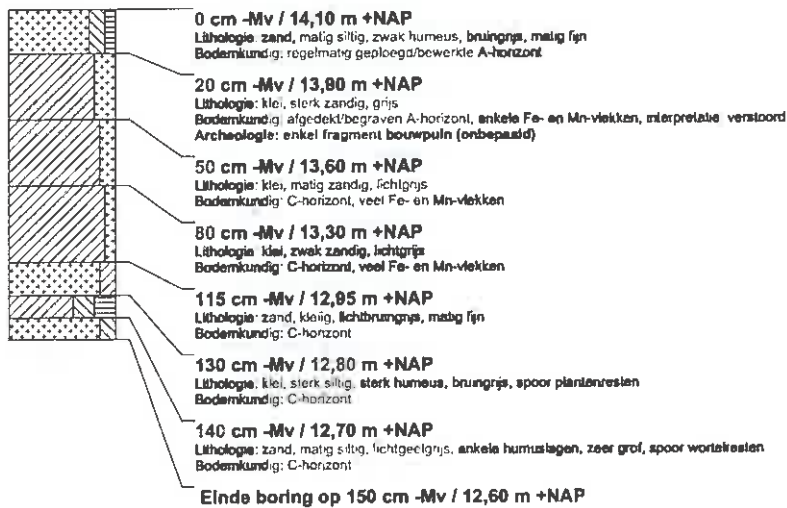 0 cm -Mv / 14,10 m +NAP
Lithologie: zand, matig siltig, zwak humeus, bruingrijs, matig fijn
Bodemkundig: regelmatig geploegd/bewerkte A-horizont
20 cm -Mv / 13,90 m +NAP
Lithologie: klei, sterk zandig, grijs
Bodemkundig: afgedekt/begraven A-horizont, enkele Fe- en Mn-vlekken, interpretatie: verstoord
Archeologie: enkel fragment bouwpuin (onbepaald)
50 cm -Mv / 13,60 m +NAP
Lithologie: klei, matig zandig, lichtgrijs
Bodemkundig: C-horizont, veel Fe- en Mn-vlekken
80 cm -Mv / 13,30 m +NAP
Lithologie: klei, zwak zandig, lichtgrijs
Bodemkundig: C-horizont, veel Fe- en Mn-vlekken
115 cm -Mv / 12,95 m +NAP
Lithologie: zand, kleiig, lichtbruingrijs, matig fijn
Bodemkundig: C-horizont
130 cm -Mv / 12,80 m +NAP
Lithologie: klei, sterk siltig, sterk humeus, bruingrijs, spoor plantenresten
Bodemkundig: C-horizont
140 cm -Mv / 12,70 m +NAP
Lithologie: zand, matig siltig, lichtgeelgrijs, enkele humuslagen, zeer grof, spoor wortelresten
Bodemkundig: C-horizont
Einde boring op 150 cm -Mv / 12,60 m +NAP